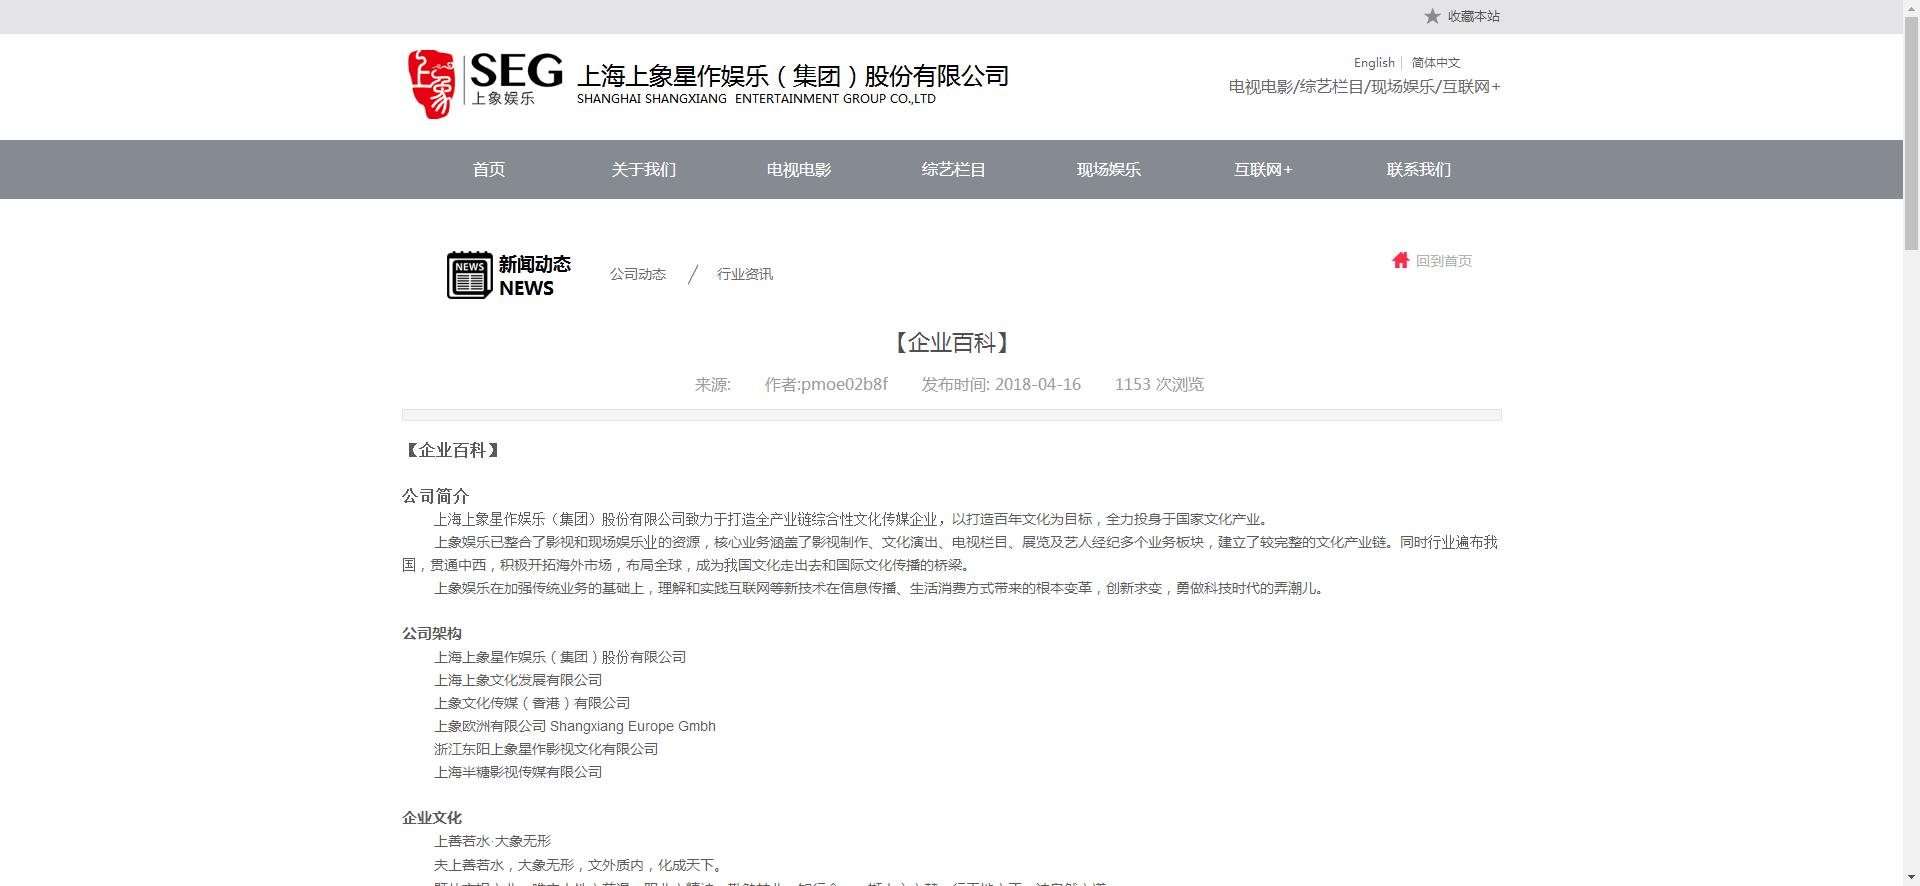 收藏本站
SEG
上象娱乐
上海上象星作娱乐（集团）股份有限公司
SHANGHAI SHANGXIANG ENTERTAINMENT GROUP CO.,LTD
English 简体中文
电视电影/综艺栏目/现场娱乐/互联网+
首页 关于我们 电视电影 综艺栏目 现场娱乐 互联网+ 联系我们
NEWS
新闻动态
NEWS
公司动态 / 行业资讯
回到首页
【企业百科】
来源: 作者:pmoe02b8f 发布时间: 2018-04-16 1153 次浏览
【企业百科】
公司简介
上海上象星作娱乐（集团）股份有限公司致力于打造全产业链综合性文化传媒企业，以打造百年文化为目标，全力投身于国家文化产业。
上象娱乐已整合了影视和现场娱乐业的资源，核心业务涵盖了影视制作、文化演出、电视栏目、展览及艺人经纪多个业务板块，建立了较完整的文化产业链。同时行业遍布我
国，贯通中西，积极开拓海外市场，布局全球，成为我国文化走出去和国际文化传播的桥梁。
上象娱乐在加强传统业务的基础上，理解和实践互联网等新技术在信息传播、生活消费方式带来的根本变革，创新求变，勇做科技时代的弄潮儿。
公司架构
上海上象星作娱乐（集团）股份有限公司
上海上象文化发展有限公司
上象文化传媒（香港）有限公司
上象欧洲有限公司 Shangxiang Europe Gmbh
浙江东阳上象星作影视文化有限公司
上海半糖影视传媒有限公司
企业文化
上善若水·大象无形
夫上善若水，大象无形，文外质内，化成天下。